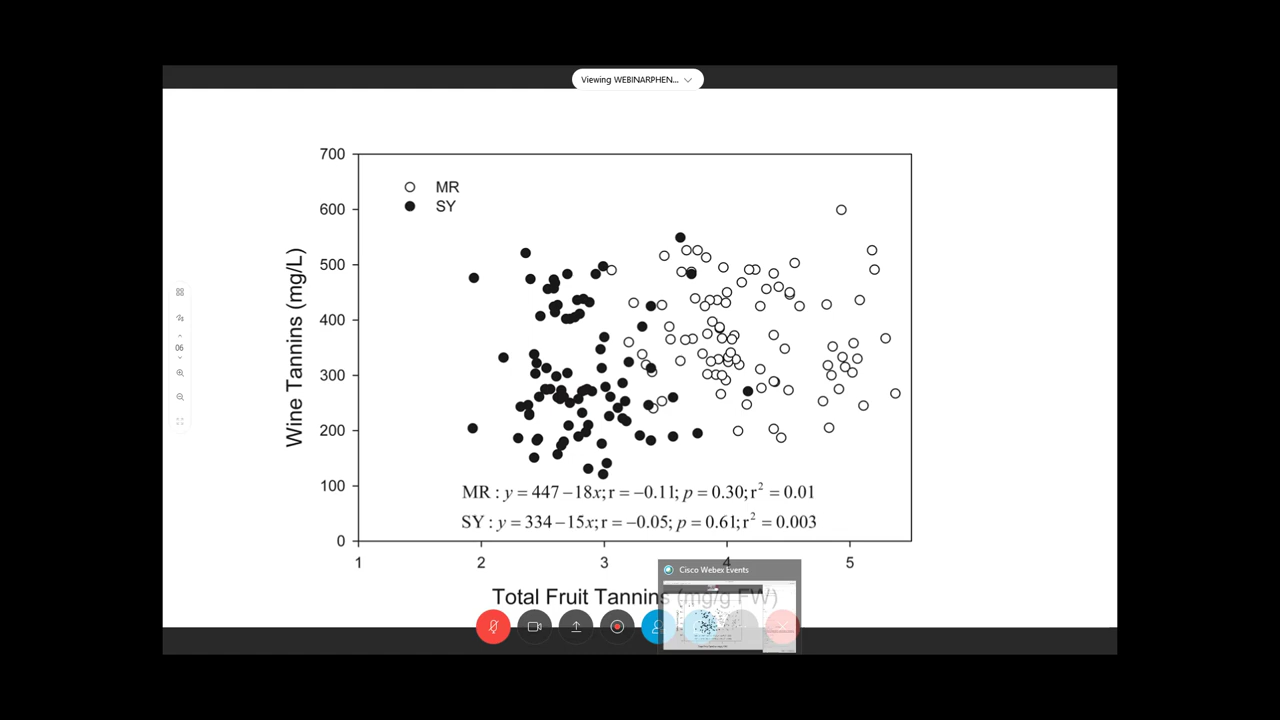 Viewing WEBINARPHEN...
700
600
500
400
300
200
100
0
Wine Tannins (mg/L)
MR
SY
06
MR : y = 447 −18x; r = −0.11; p = 0.30; r² = 0.01
SY : y = 334 −15x; r = −0.05; p = 0.61; r² = 0.003
1 2 3 4 5
Cisco Webex Events
Total Fruit Tannins (mg/g FW)